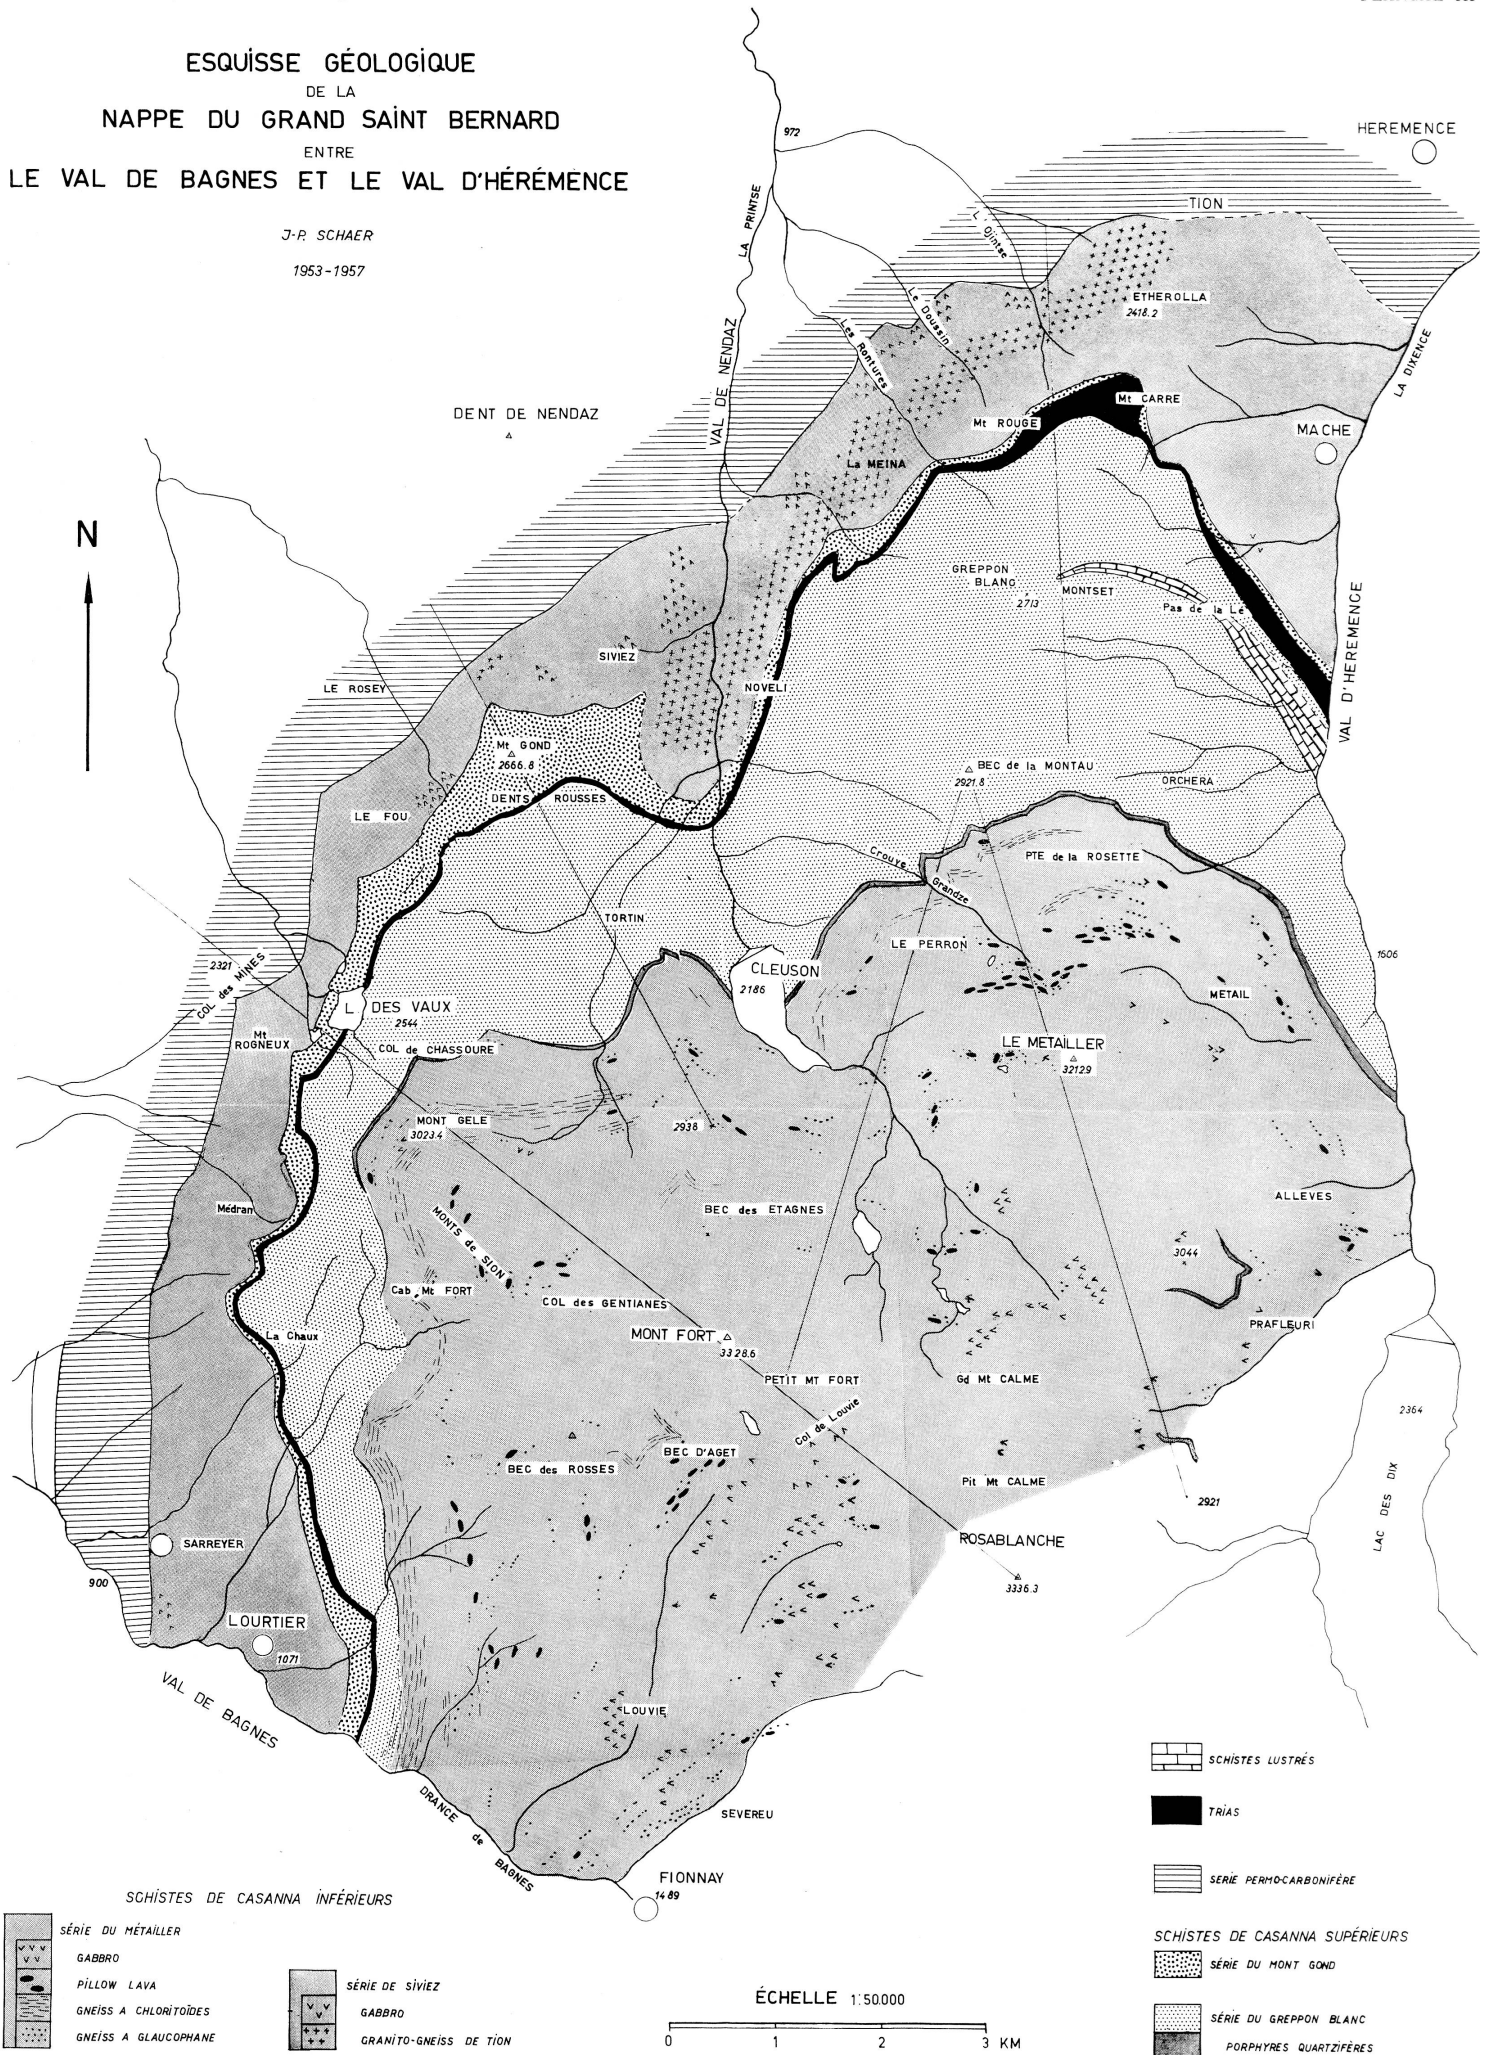 ESQUISSE GÉOLOGIQUE
DE LA
NAPPE DU GRAND SAINT BERNARD
ENTRE
LE VAL DE BAGNES ET LE VAL D'HÉRÉMENCE
J-P. SCHAER
1953-1957
972
HEREMENCE
TION
LA PRINTSE
L'Ojintse
ETHEROLLA
2418.2
Le Doussin
Les Rontures
VAL DE NENDAZ
LA DIXENCE
DENT DE NENDAZ
Mt CARRE
Mt ROUGE
MACHE
La MEINA
N
GREPPON
BLANC
2713
MONTSET
Pas de la Lé
VAL D'HEREMENCE
SIVIEZ
LE ROSEY
NOVELI
Mt GOND
2666.8
BEC de la MONTAU
2921.8
ORCHERA
DENTS ROUSSES
LE FOU
Crouye
Grandze
PTE de la ROSETTE
TORTIN
LE PERRON
2321
COL des MINES
CLEUSON
2186
1606
METAIL
L. DES VAUX
2544
Mt
ROGNEUX
COL de CHASSOURE
LE METAILLER
3212.9
MONT GELE
3023.4
2938
Médran
BEC des ETAGNES
ALLEVES
MONTS de SION
3044
Cab. Mt FORT
COL des GENTIANES
PRAFLEURI
La Chaux
MONT FORT
3328.6
PETIT MT FORT
Gd Mt CALME
Col de Louvie
2364
BEC D'AGET
BEC des ROSSES
Ptt Mt CALME
2921
LAC DES DIX
SARREYER
ROSABLANCHE
3336.3
900
LOURTIER
1071
VAL DE BAGNES
LOUVIE
SCHISTES LUSTRÉS
DRANCE de BAGNES
SEVEREU
TRIAS
FIONNAY
1489
SERIE PERMO-CARBONIFÈRE
SCHISTES DE CASANNA INFÉRIEURS
SÉRIE DU MÉTAILLER
GABBRO
PILLOW LAVA
GNEISS A CHLORITOÏDES
GNEISS A GLAUCOPHANE
SÉRIE DE SIVIEZ
GABBRO
GRANITO-GNEISS DE TION
ÉCHELLE 1:50.000
0 1 2 3 KM
SCHISTES DE CASANNA SUPÉRIEURS
SÉRIE DU MONT GOND
SÉRIE DU GREPPON BLANC
PORPHYRES QUARTZIFÈRES